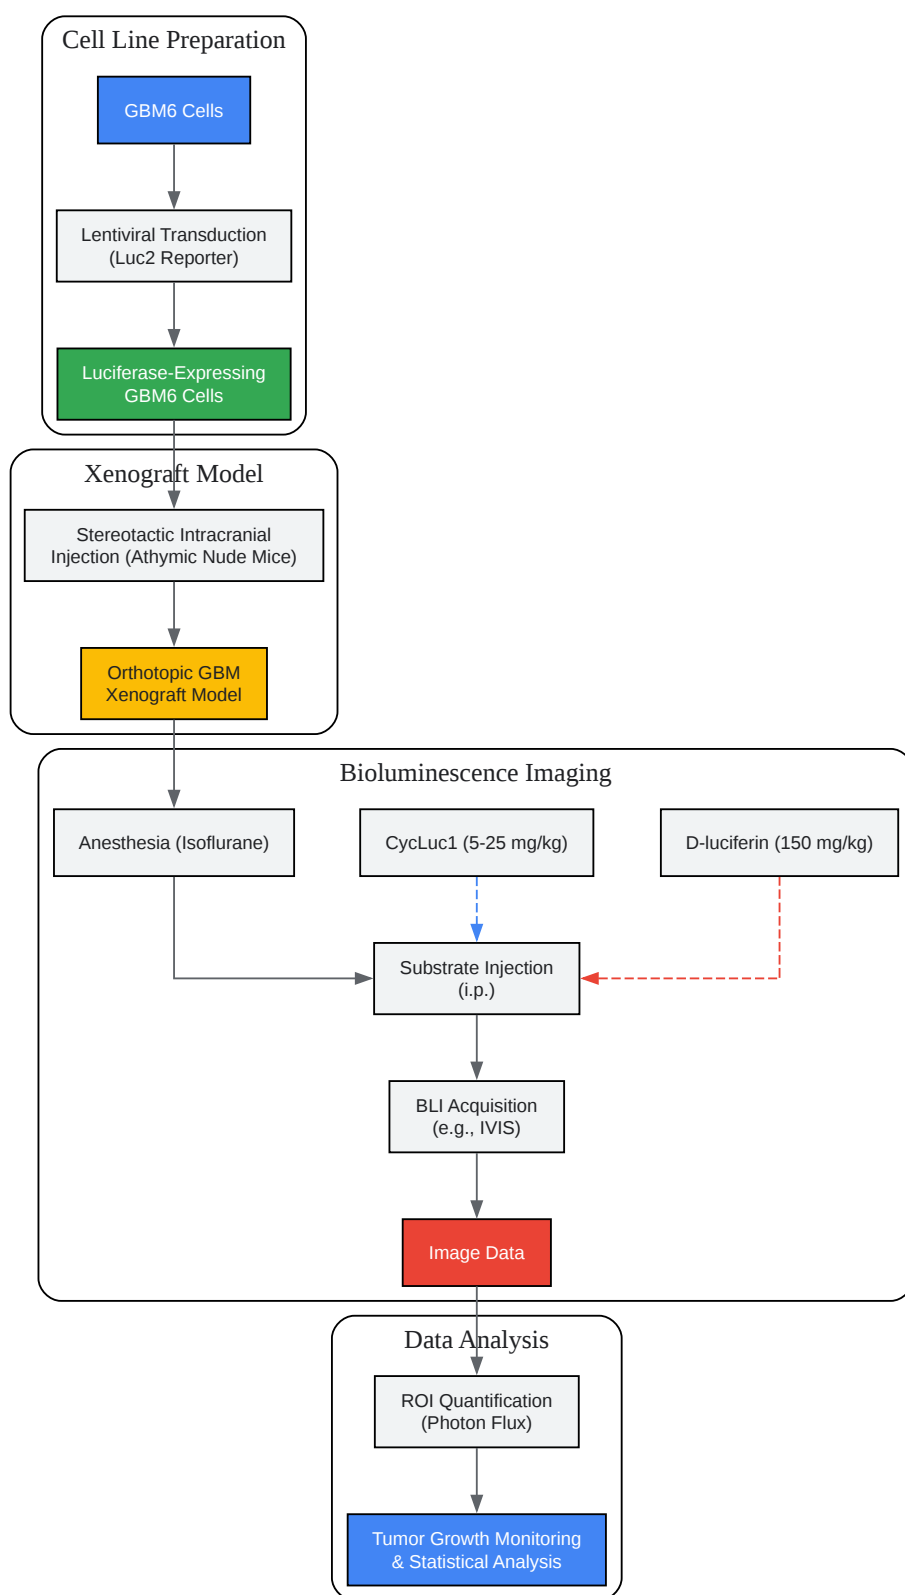 Cell Line Preparation
GBM6 Cells
Lentiviral Transduction
(Luc2 Reporter)
Luciferase-Expressing
GBM6 Cells
Xenograft Model
Stereotactic Intracranial
Injection (Athymic Nude Mice)
Orthotopic GBM
Xenograft Model
Bioluminescence Imaging
Anesthesia (Isoflurane)
CycLuc1 (5-25 mg/kg)
D-luciferin (150 mg/kg)
Substrate Injection
(i.p.)
BLI Acquisition
(e.g., IVIS)
Image Data
Data Analysis
ROI Quantification
(Photon Flux)
Tumor Growth Monitoring
& Statistical Analysis